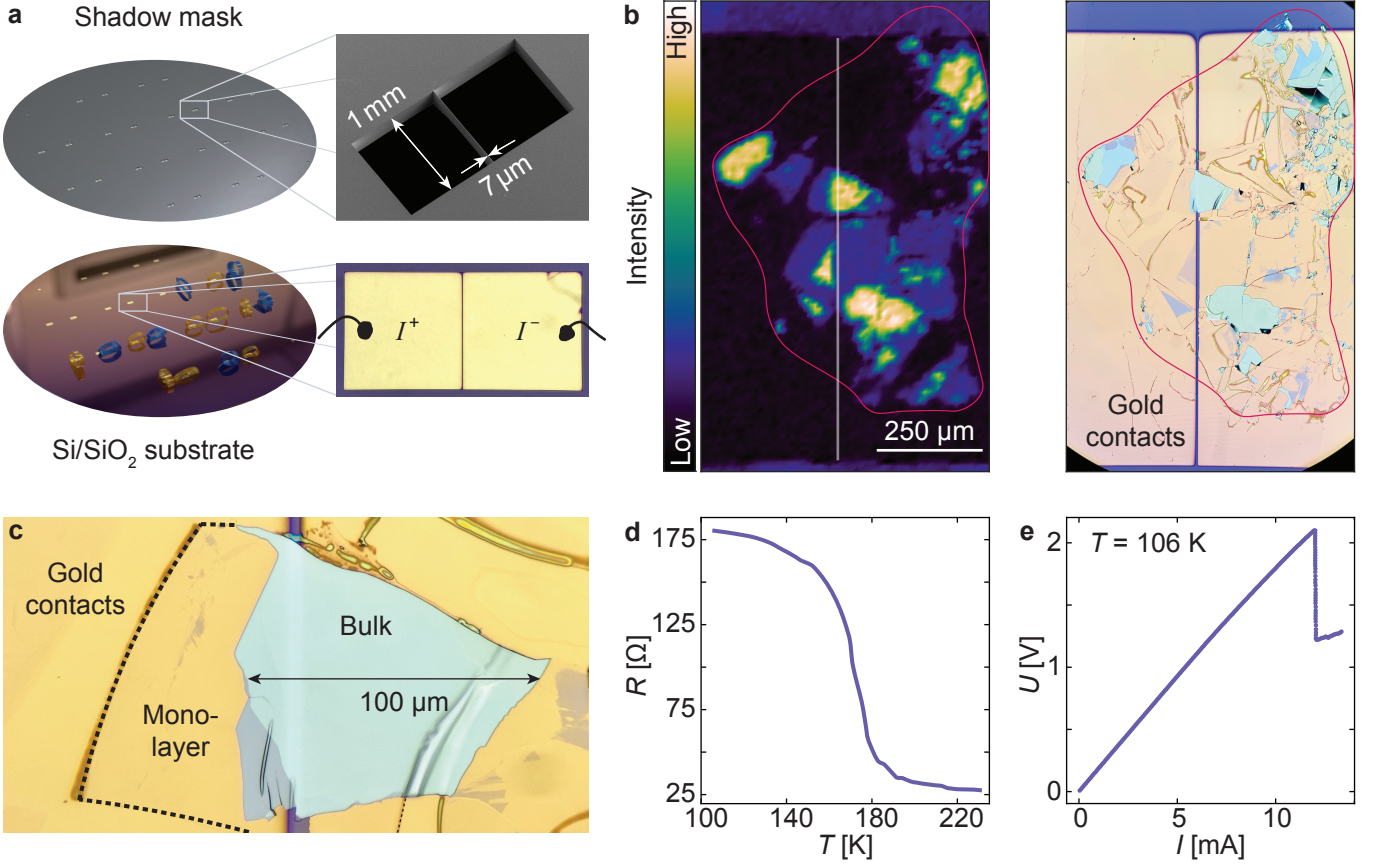 a
Shadow mask
1 mm
7 µm
I⁺
I⁻
Si/SiO₂ substrate
b
High
Intensity
Low
250 µm
Gold
contacts
c
Gold
contacts
Bulk
100 µm
Mono-
layer
d
R [Ω]
175
125
75
25
100
140
180
220
T [K]
e
T = 106 K
U [V]
2
1
0
0
5
10
I [mA]